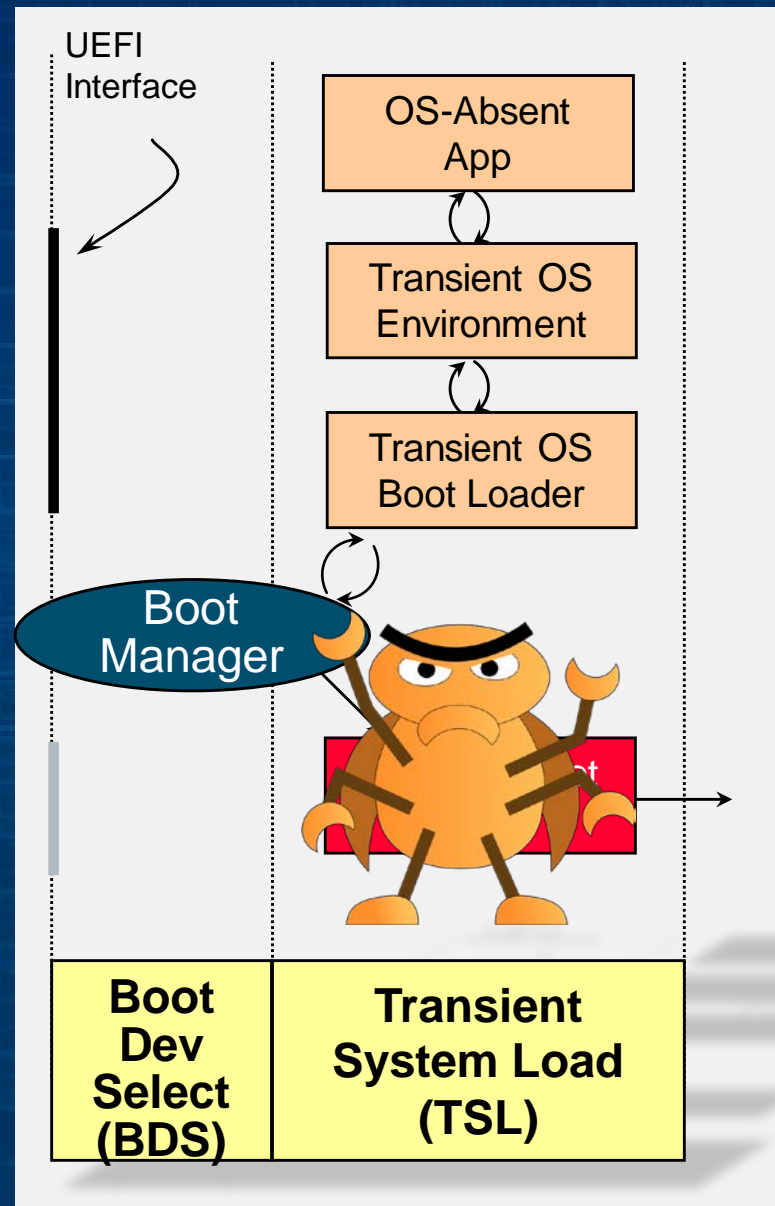 UEFI
Interface
OS-Absent
App
Transient OS
Environment
Transient OS
Boot Loader
Boot
Manager
Boot
Dev
Select
(BDS)
Transient
System Load
(TSL)